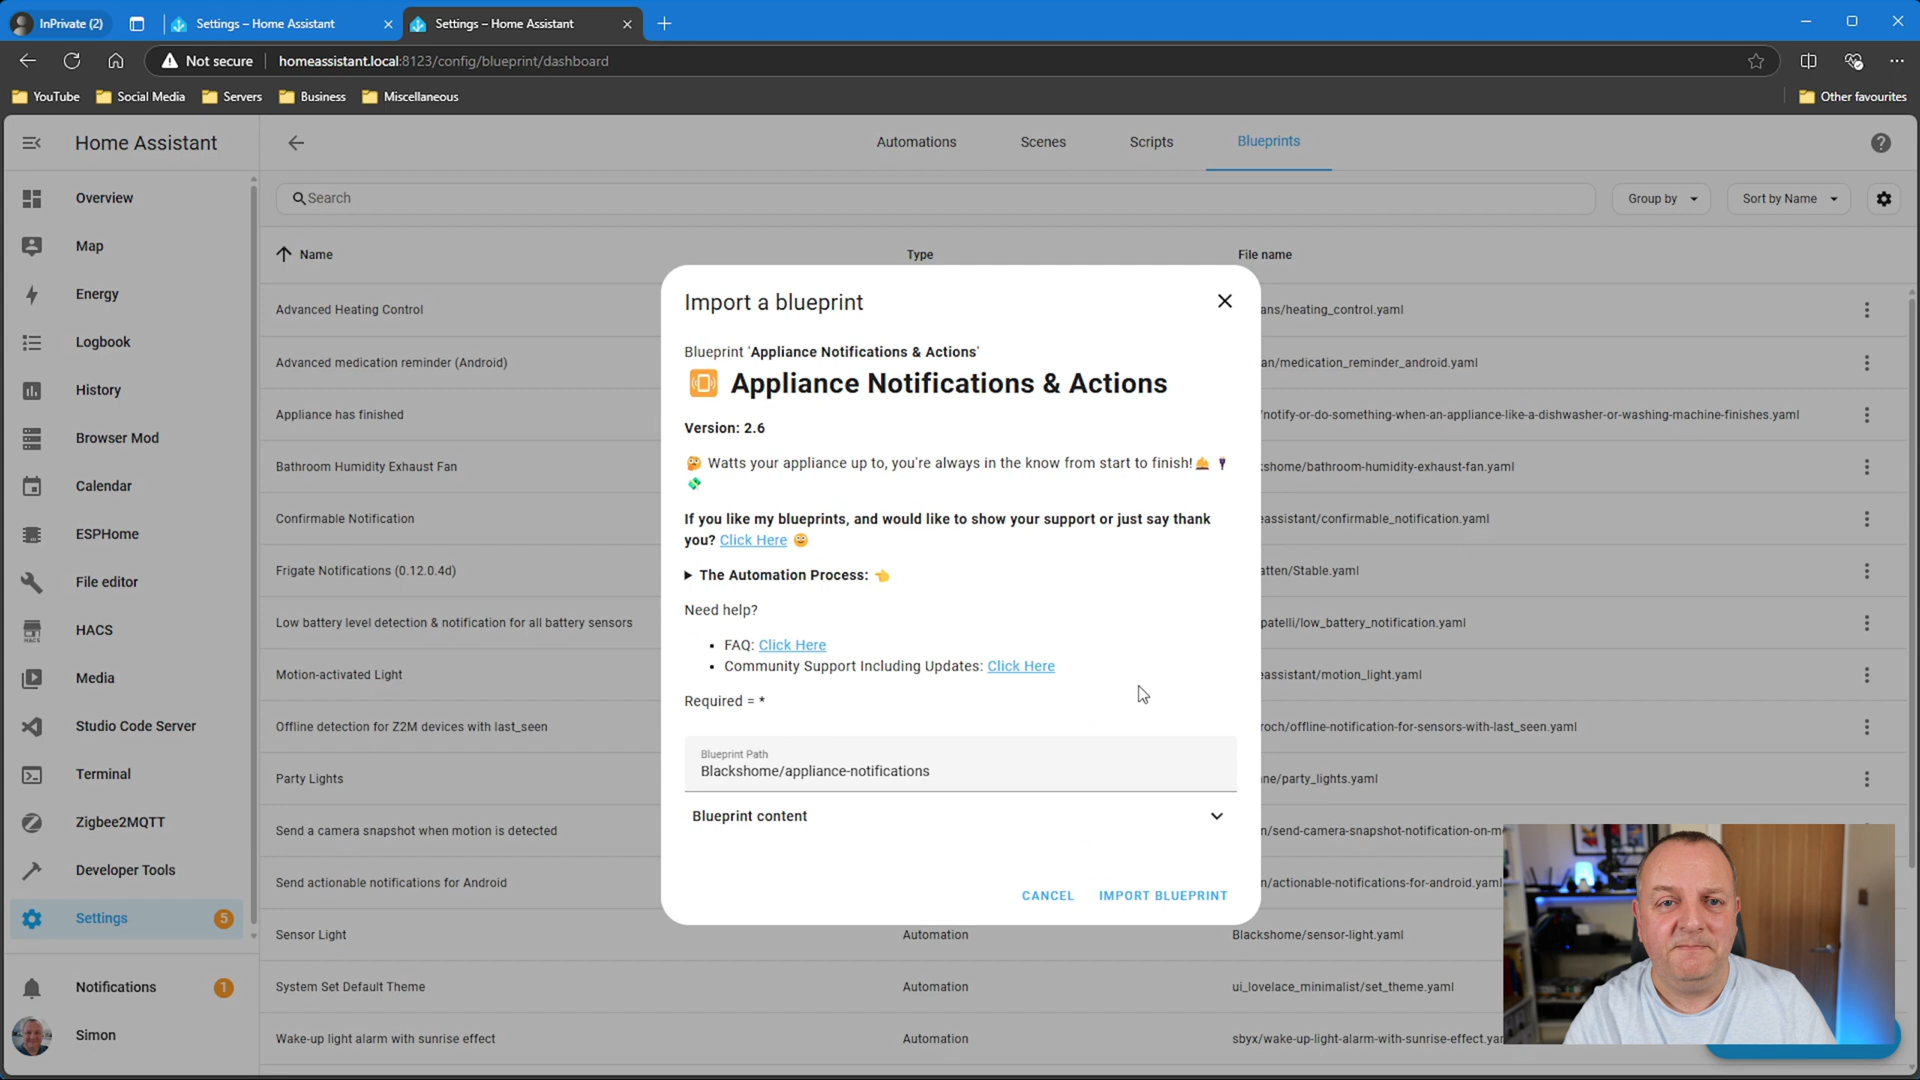 InPrivate (2)
Settings – Home Assistant
Settings – Home Assistant
Not secure
homeassistant.local:8123/config/blueprint/dashboard
YouTube
Social Media
Servers
Business
Miscellaneous
Other favourites
Home Assistant
Automations
Scenes
Scripts
Blueprints
Overview
Map
Energy
Logbook
History
Browser Mod
Calendar
ESPHome
File editor
HACS
Media
Studio Code Server
Terminal
Zigbee2MQTT
Developer Tools
Settings
5
Notifications
1
Simon
Search
Group by
Sort by Name
Name
Type
File name
Advanced Heating Control
ans/heating_control.yaml
Advanced medication reminder (Android)
an/medication_reminder_android.yaml
Appliance has finished
/notify-or-do-something-when-an-appliance-like-a-dishwasher-or-washing-machine-finishes.yaml
Bathroom Humidity Exhaust Fan
kshome/bathroom-humidity-exhaust-fan.yaml
Confirmable Notification
eassistant/confirmable_notification.yaml
Frigate Notifications (0.12.0.4d)
atten/Stable.yaml
Low battery level detection & notification for all battery sensors
patelli/low_battery_notification.yaml
Motion-activated Light
eassistant/motion_light.yaml
Offline detection for Z2M devices with last_seen
roch/offline-notification-for-sensors-with-last_seen.yaml
Party Lights
ne/party_lights.yaml
Send a camera snapshot when motion is detected
n/send-camera-snapshot-notification-on-m
Send actionable notifications for Android
n/actionable-notifications-for-android.yaml
Sensor Light
Automation
Blackshome/sensor-light.yaml
System Set Default Theme
Automation
ui_lovelace_minimalist/set_theme.yaml
Wake-up light alarm with sunrise effect
Automation
sbyx/wake-up-light-alarm-with-sunrise-effect.yar
Import a blueprint
Blueprint 'Appliance Notifications & Actions'
Appliance Notifications & Actions
Version: 2.6
🤔 Watts your appliance up to, you're always in the know from start to finish!🛎️ 🌷
💸
If you like my blueprints, and would like to show your support or just say thank
you? Click Here 😀
▶ The Automation Process: 👈
Need help?
• FAQ: Click Here
• Community Support Including Updates: Click Here
Required = *
Blueprint Path
Blackshome/appliance-notifications
Blueprint content
CANCEL
IMPORT BLUEPRINT